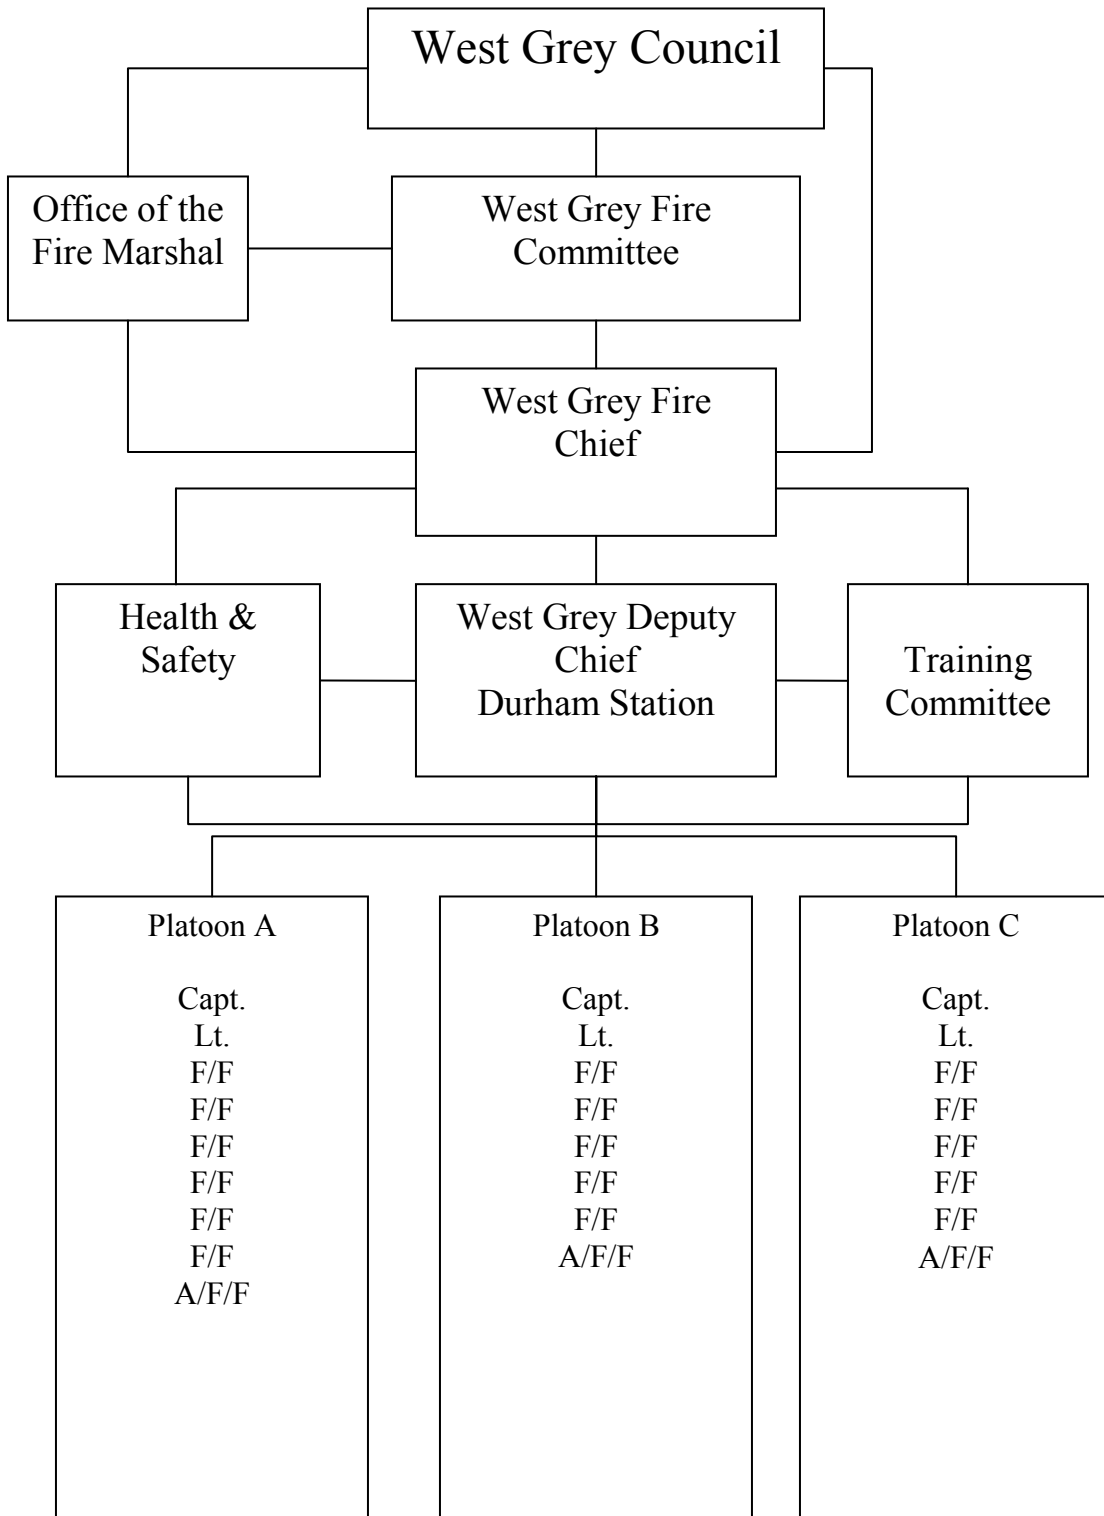 West Grey Council
Office of the
Fire Marshal
West Grey Fire
Committee
West Grey Fire
Chief
Health &
Safety
West Grey Deputy
Chief
Durham Station
Training
Committee
Platoon A
Capt.
Lt.
F/F
F/F
F/F
F/F
F/F
F/F
A/F/F
Platoon B
Capt.
Lt.
F/F
F/F
F/F
F/F
F/F
A/F/F
Platoon C
Capt.
Lt.
F/F
F/F
F/F
F/F
F/F
A/F/F